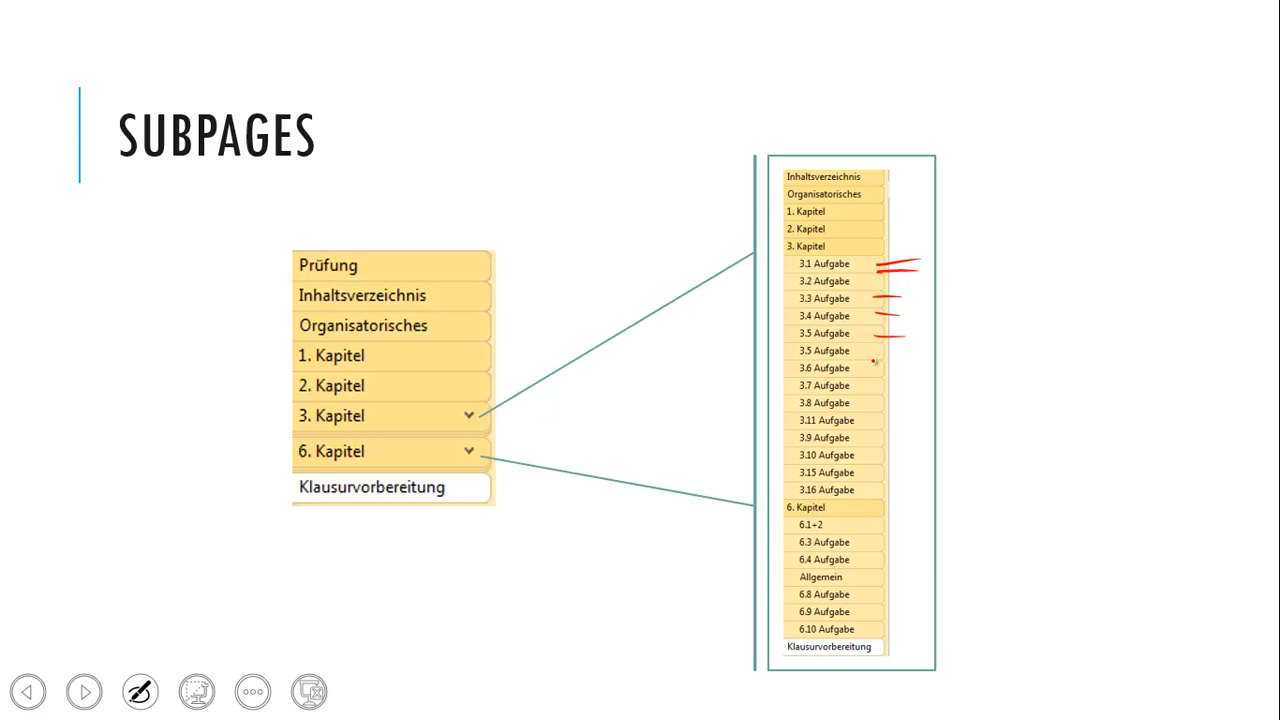 SUBPAGES
Prüfung
Inhaltsverzeichnis
Organisatorisches
1. Kapitel
2. Kapitel
3. Kapitel
6. Kapitel
Klausurvorbereitung
Inhaltsverzeichnis
Organisatorisches
1. Kapitel
2. Kapitel
3. Kapitel
3.1 Aufgabe
3.2 Aufgabe
3.3 Aufgabe
3.4 Aufgabe
3.5 Aufgabe
3.5 Aufgabe
3.6 Aufgabe
3.7 Aufgabe
3.8 Aufgabe
3.11 Aufgabe
3.9 Aufgabe
3.10 Aufgabe
3.15 Aufgabe
3.16 Aufgabe
6. Kapitel
6.1+2
6.3 Aufgabe
6.4 Aufgabe
Allgemein
6.8 Aufgabe
6.9 Aufgabe
6.10 Aufgabe
Klausurvorbereitung